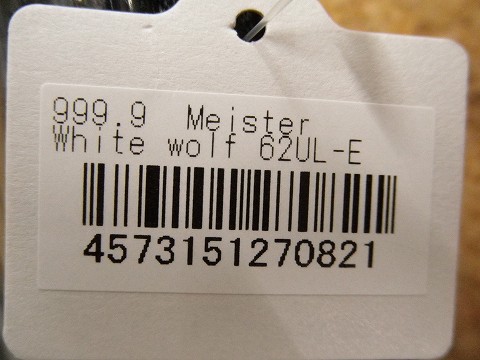 999.9 Meister
White wolf 62UL-E
4573151270821